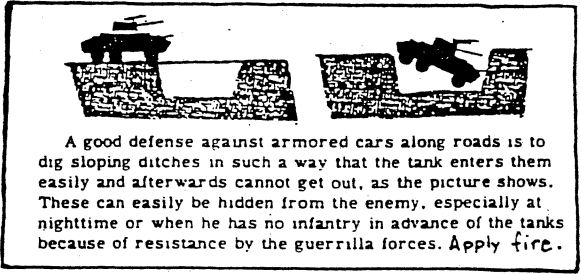 A good defense against armored cars along roads is to
dig sloping ditches in such a way that the tank enters them
easily and afterwards cannot get out, as the picture shows.
These can easily be hidden from the enemy, especially at
nighttime or when he has no infantry in advance of the tanks
because of resistance by the guerrilla forces. Apply fire.